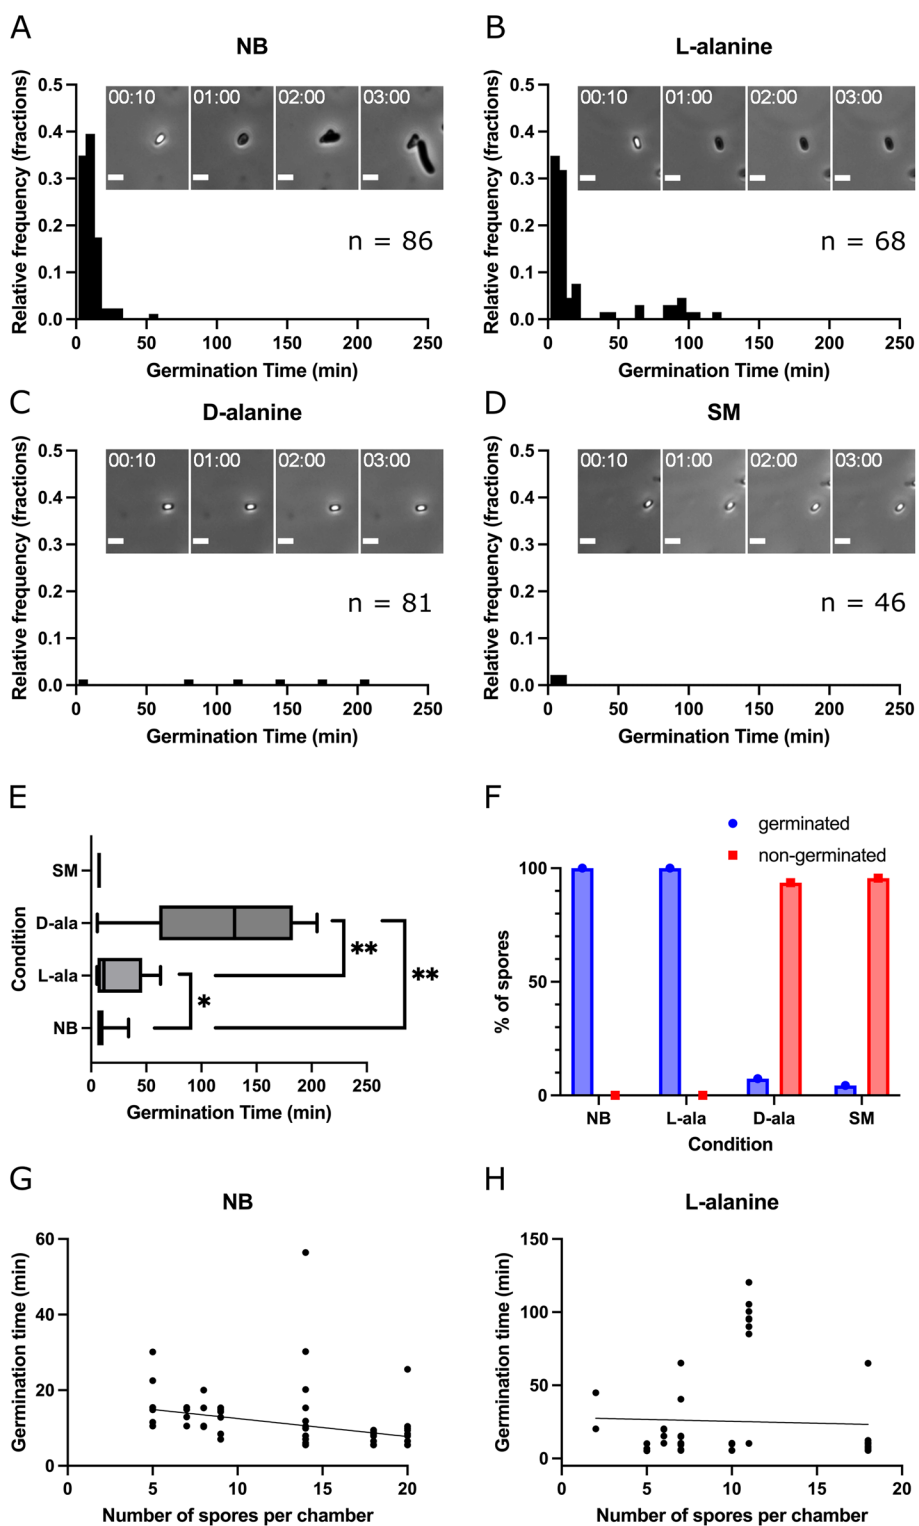 A
NB
Relative frequency (fractions)
0.5
0.4
0.3
0.2
0.1
0.0
00:10 01:00 02:00 03:00
n = 86
0 50 100 150 200 250
Germination Time (min)
B
L-alanine
Relative frequency (fractions)
0.5
0.4
0.3
0.2
0.1
0.0
00:10 01:00 02:00 03:00
n = 68
0 50 100 150 200 250
Germination Time (min)
C
D-alanine
Relative frequency (fractions)
0.5
0.4
0.3
0.2
0.1
0.0
00:10 01:00 02:00 03:00
n = 81
0 50 100 150 200 250
Germination Time (min)
D
SM
Relative frequency (fractions)
0.5
0.4
0.3
0.2
0.1
0.0
00:10 01:00 02:00 03:00
n = 46
0 50 100 150 200 250
Germination Time (min)
E
Condition
SM
D-ala
L-ala
NB
**
**
*
0 50 100 150 200 250
Germination Time (min)
F
germinated
non-germinated
% of spores
100
50
0
NB L-ala D-ala SM
Condition
G
NB
Germination time (min)
60
40
20
0
0 5 10 15 20
Number of spores per chamber
H
L-alanine
Germination time (min)
150
100
50
0
0 5 10 15 20
Number of spores per chamber